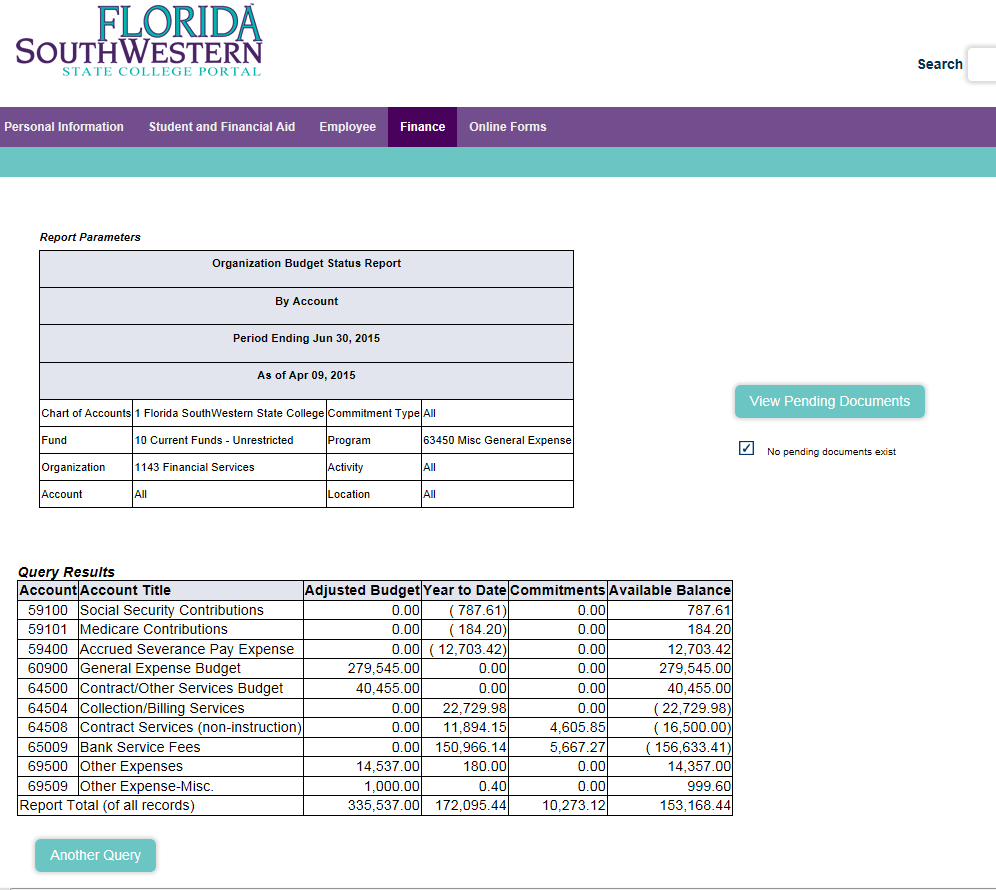 FLORIDA
SOUTHWESTERN
STATE COLLEGE PORTAL
Search
Personal Information Student and Financial Aid Employee Finance Online Forms
Report Parameters
Organization Budget Status Report
By Account
Period Ending Jun 30, 2015
As of Apr 09, 2015
Chart of Accounts 1 Florida SouthWestern State College Commitment Type All
Fund 10 Current Funds - Unrestricted Program 63450 Misc General Expense
Organization 1143 Financial Services Activity All
Account All Location All
View Pending Documents
No pending documents exist
Query Results
Account Account Title Adjusted Budget Year to Date Commitments Available Balance
59100 Social Security Contributions 0.00 ( 787.61) 0.00 787.61
59101 Medicare Contributions 0.00 ( 184.20) 0.00 184.20
59400 Accrued Severance Pay Expense 0.00 ( 12,703.42) 0.00 12,703.42
60900 General Expense Budget 279,545.00 0.00 0.00 279,545.00
64500 Contract/Other Services Budget 40,455.00 0.00 0.00 40,455.00
64504 Collection/Billing Services 0.00 22,729.98 0.00 ( 22,729.98)
64508 Contract Services (non-instruction) 0.00 11,894.15 4,605.85 ( 16,500.00)
65009 Bank Service Fees 0.00 150,966.14 5,667.27 ( 156,633.41)
69500 Other Expenses 14,537.00 180.00 0.00 14,357.00
69509 Other Expense-Misc. 1,000.00 0.40 0.00 999.60
Report Total (of all records) 335,537.00 172,095.44 10,273.12 153,168.44
Another Query